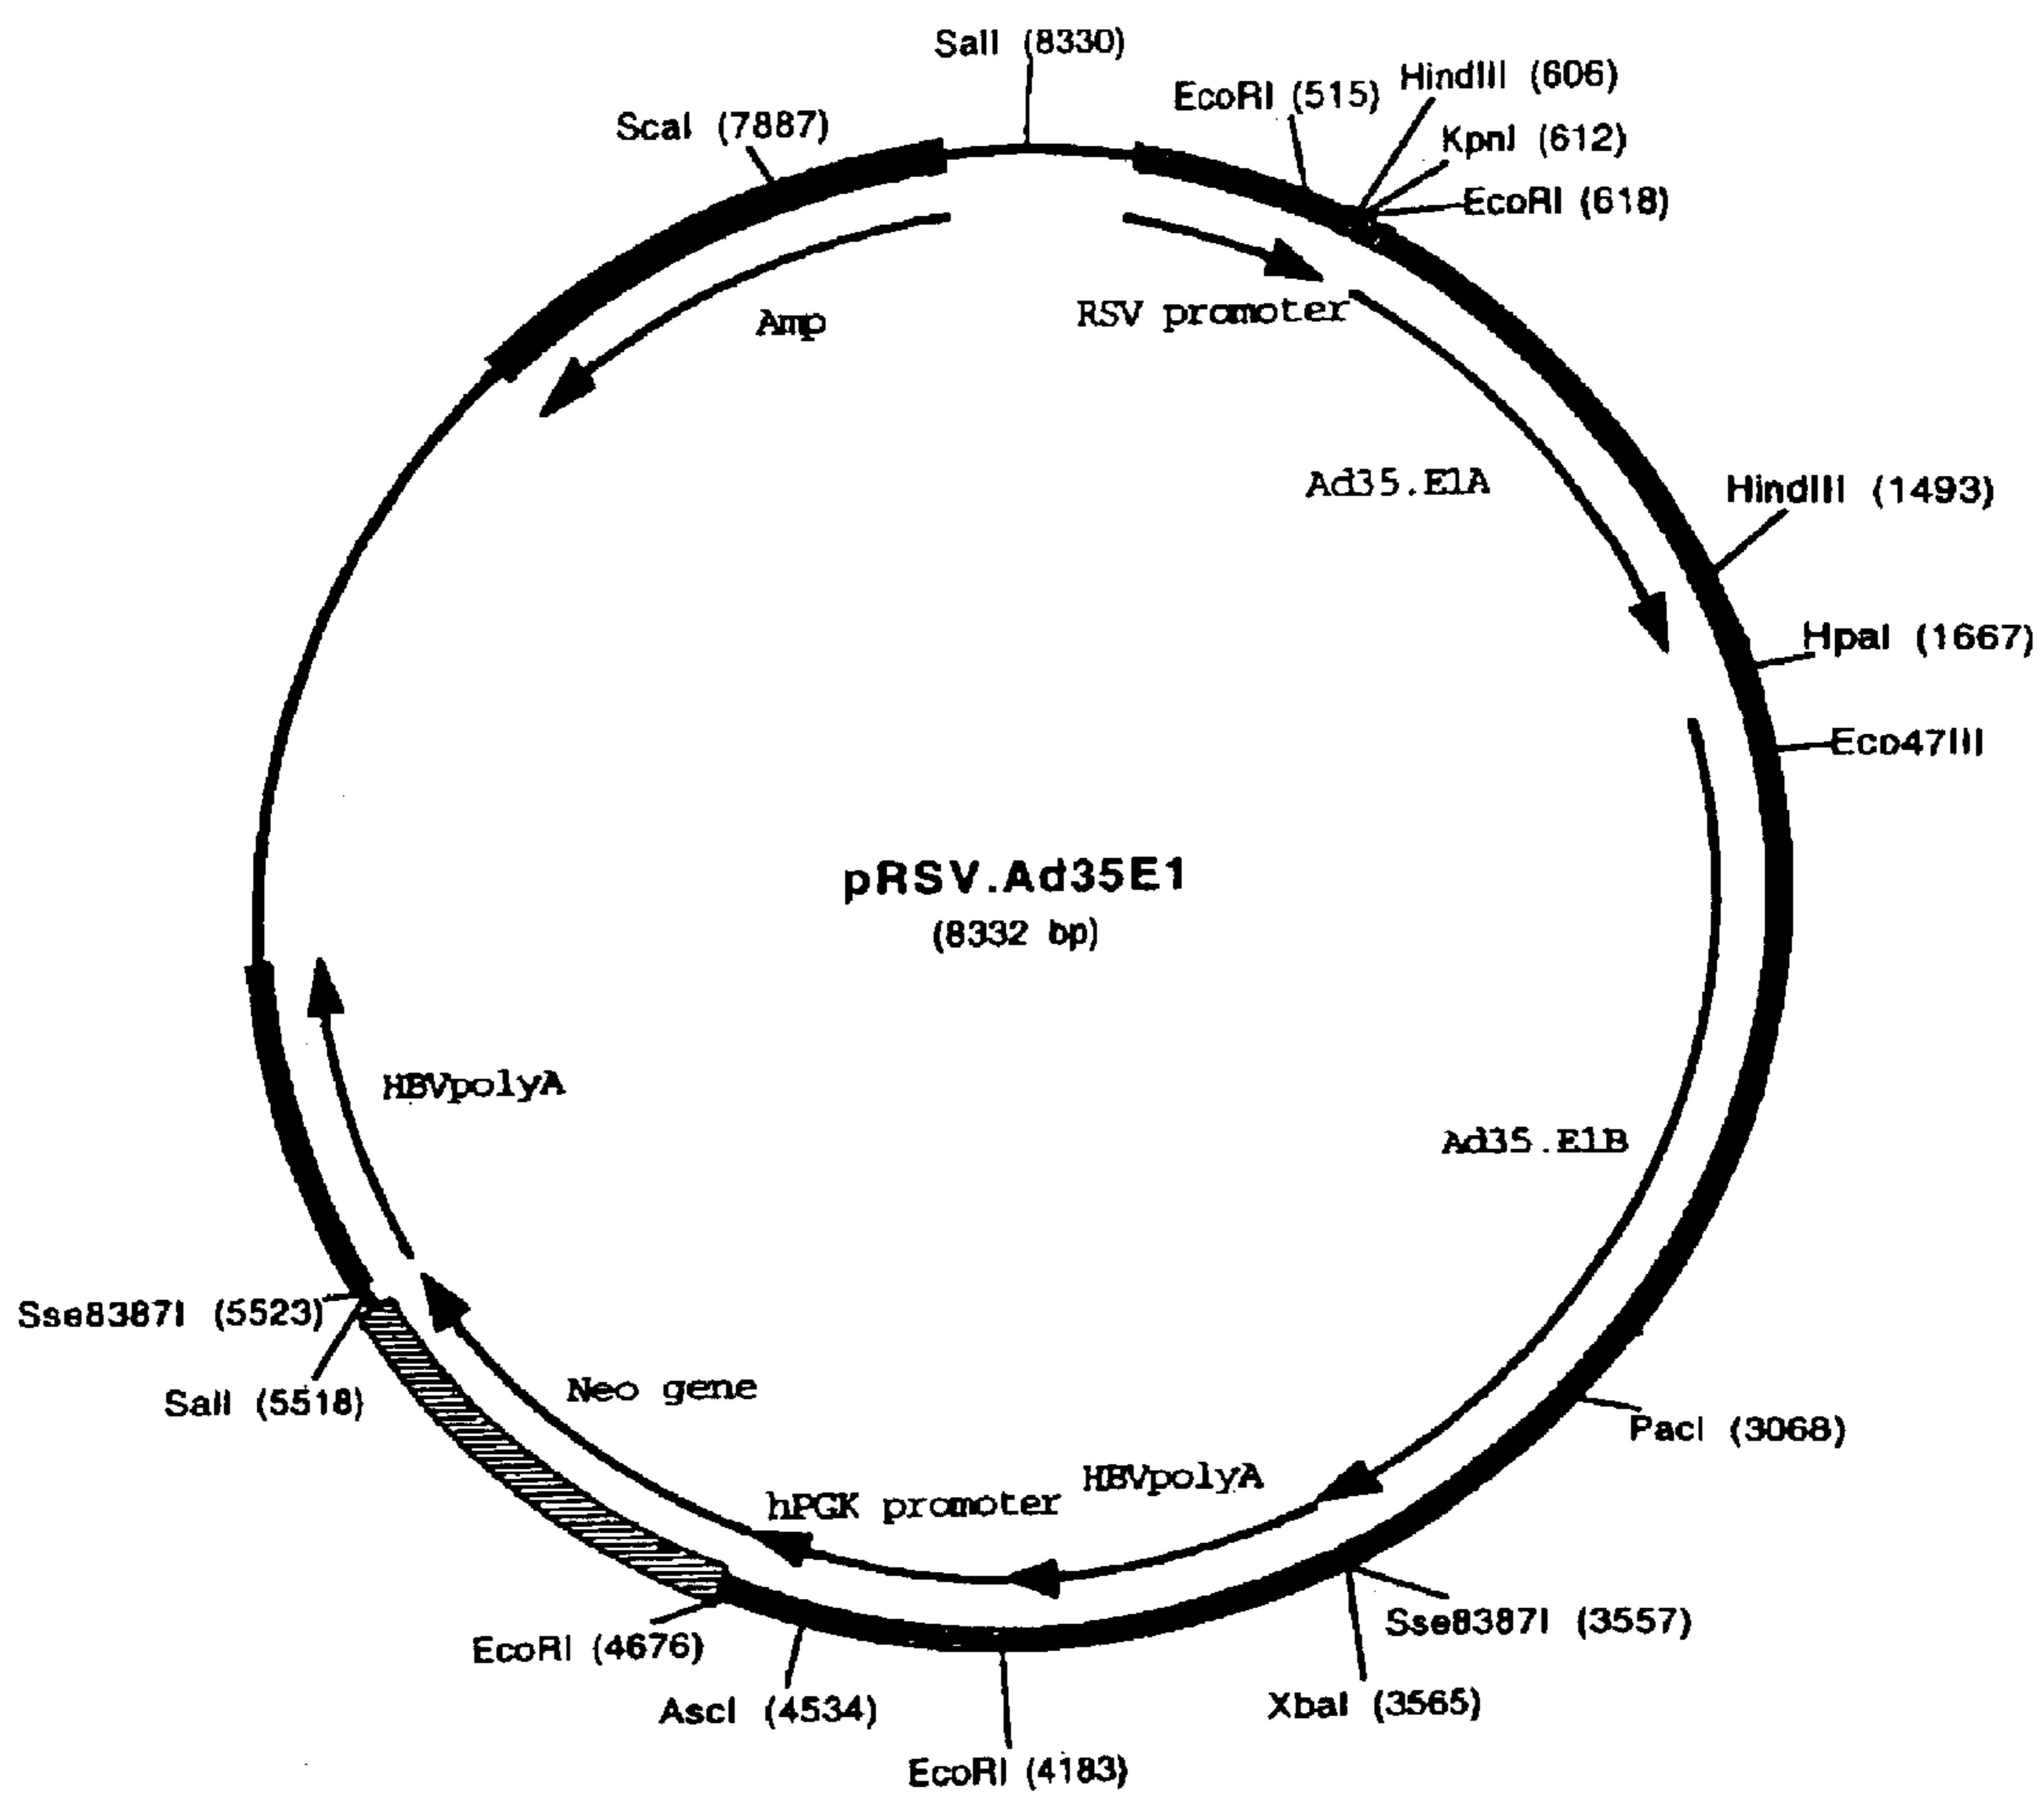 SalI (8330)
EcoRI (515)
HindIII (606)
ScaI (7887)
KpnI (612)
EcoRI (618)
Amp
RSV promoter
Ad35.E1A
HindIII (1493)
HpaI (1667)
Eco47III
pRSV.Ad35E1
(8332 bp)
HBVpolyA
Ad35.E1B
Sse8387I (5523)
SalI (5518)
Neo gene
PacI (3068)
HBVpolyA
hPGK promoter
Sse8387I (3557)
EcoRI (4676)
XbaI (3565)
AscI (4534)
EcoRI (4183)